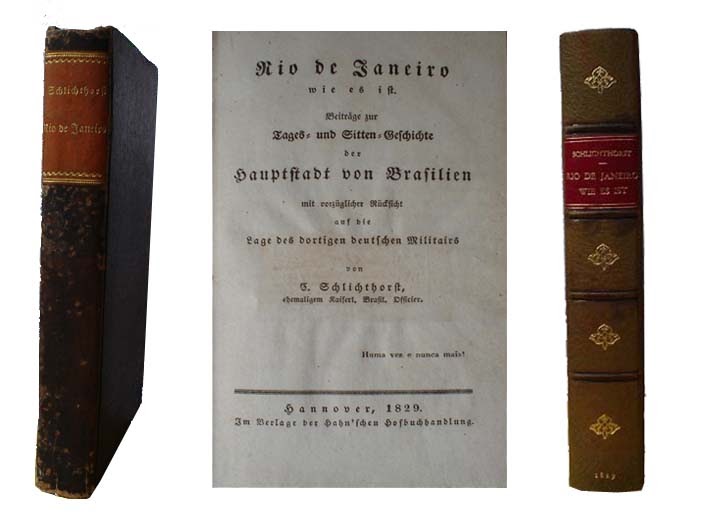 Schlichthorst
Rio de Janeiro
Rio de Janeiro
wie es ist.
Beiträge zur
Tages- und Sitten-Geschichte
der
Hauptstadt von Brasilien
mit vorzüglicher Rücksicht
auf die
Lage des dortigen deutschen Militairs
von
C. Schlichthorst,
ehemaligem Kaiserl. Brasil. Officier.
Huma vez e nunca mais!
Hannover, 1829.
Im Verlage der Hahn'schen Hofbuchhandlung.
SCHLICHTHORST
RIO DE JANEIRO
WIE ES IST
1829